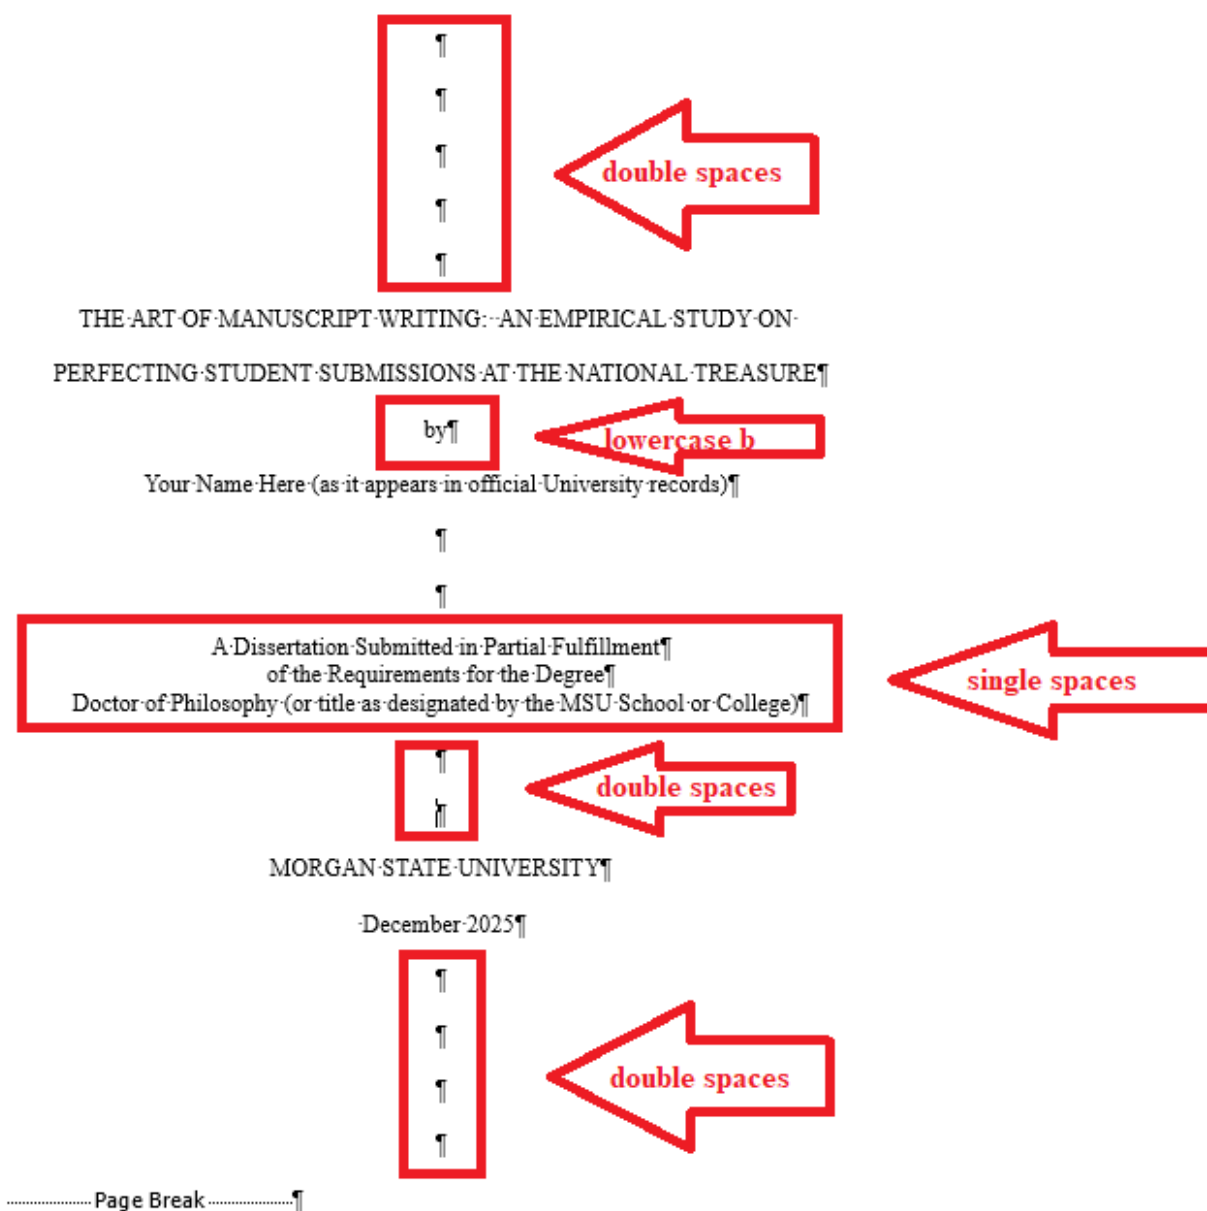 ¶
¶
¶
double spaces
¶
¶
THE·ART·OF·MANUSCRIPT·WRITING:··AN·EMPIRICAL·STUDY·ON·
PERFECTING·STUDENT·SUBMISSIONS·AT·THE·NATIONAL·TREASURE¶
by¶
lowercase b
Your·Name·Here·(as·it·appears·in·official·University·records)¶
¶
¶
A·Dissertation·Submitted·in·Partial·Fulfillment¶
of·the·Requirements·for·the·Degree¶
Doctor·of·Philosophy·(or·title·as·designated·by·the·MSU·School·or·College)¶
single spaces
¶
double spaces
¶
MORGAN·STATE·UNIVERSITY¶
·December·2025¶
¶
¶
double spaces
¶
¶
Page Break ¶